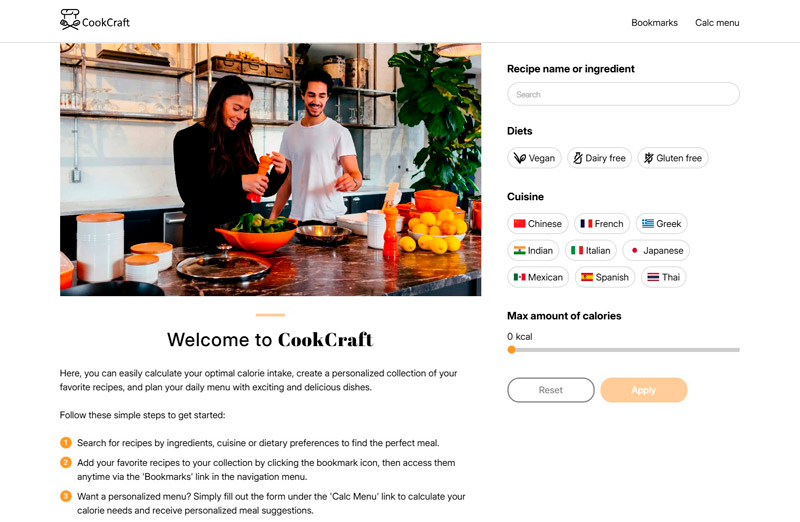 CookCraft
Bookmarks
Calc menu
Recipe name or ingredient
Search
Diets
Vegan
Dairy free
Gluten free
Cuisine
Chinese
French
Greek
Indian
Italian
Japanese
Mexican
Spanish
Thai
Max amount of calories
0 kcal
Reset
Apply
Welcome to CookCraft
Here, you can easily calculate your optimal calorie intake, create a personalized collection of your
favorite recipes, and plan your daily menu with exciting and delicious dishes.
Follow these simple steps to get started:
1 Search for recipes by ingredients, cuisine or dietary preferences to find the perfect meal.
2 Add your favorite recipes to your collection by clicking the bookmark icon, then access them
anytime via the 'Bookmarks' link in the navigation menu.
3 Want a personalized menu? Simply fill out the form under the 'Calc Menu' link to calculate your
calorie needs and receive personalized meal suggestions.